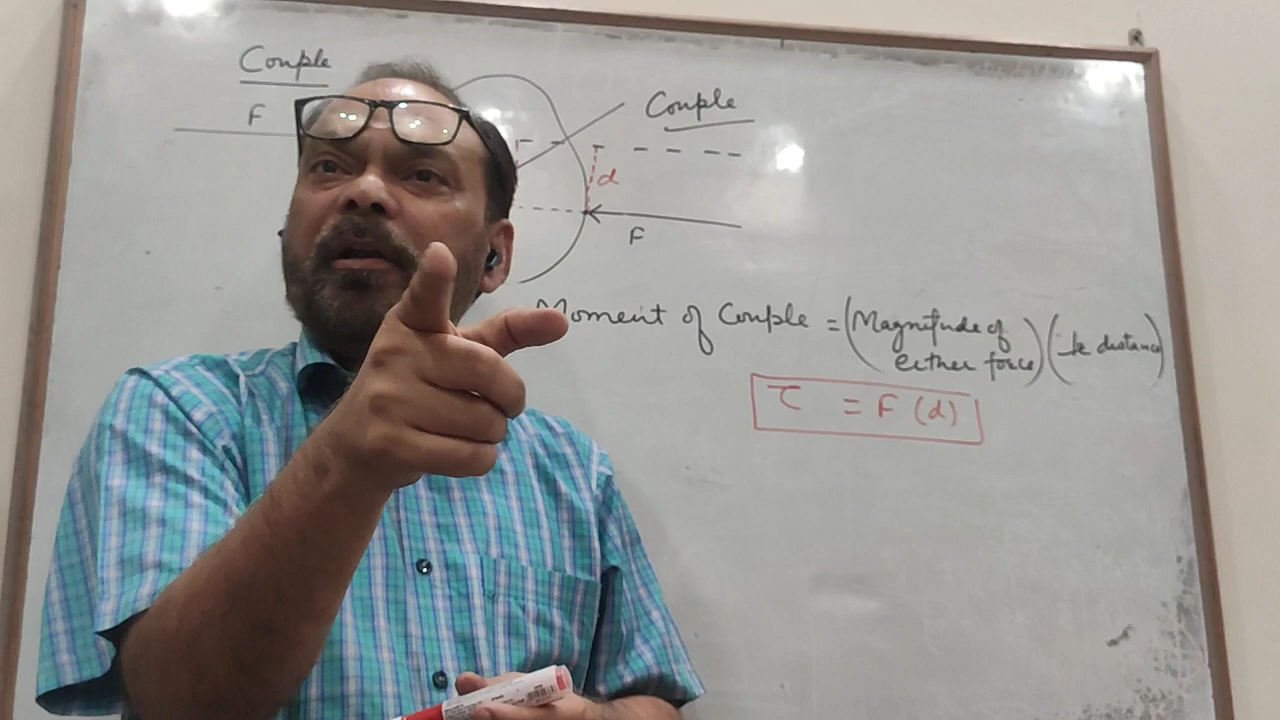 Couple
F
Couple
d
F
Moment of Couple = (Magnitude of either force) (⊥r distance)
τ = F (d)